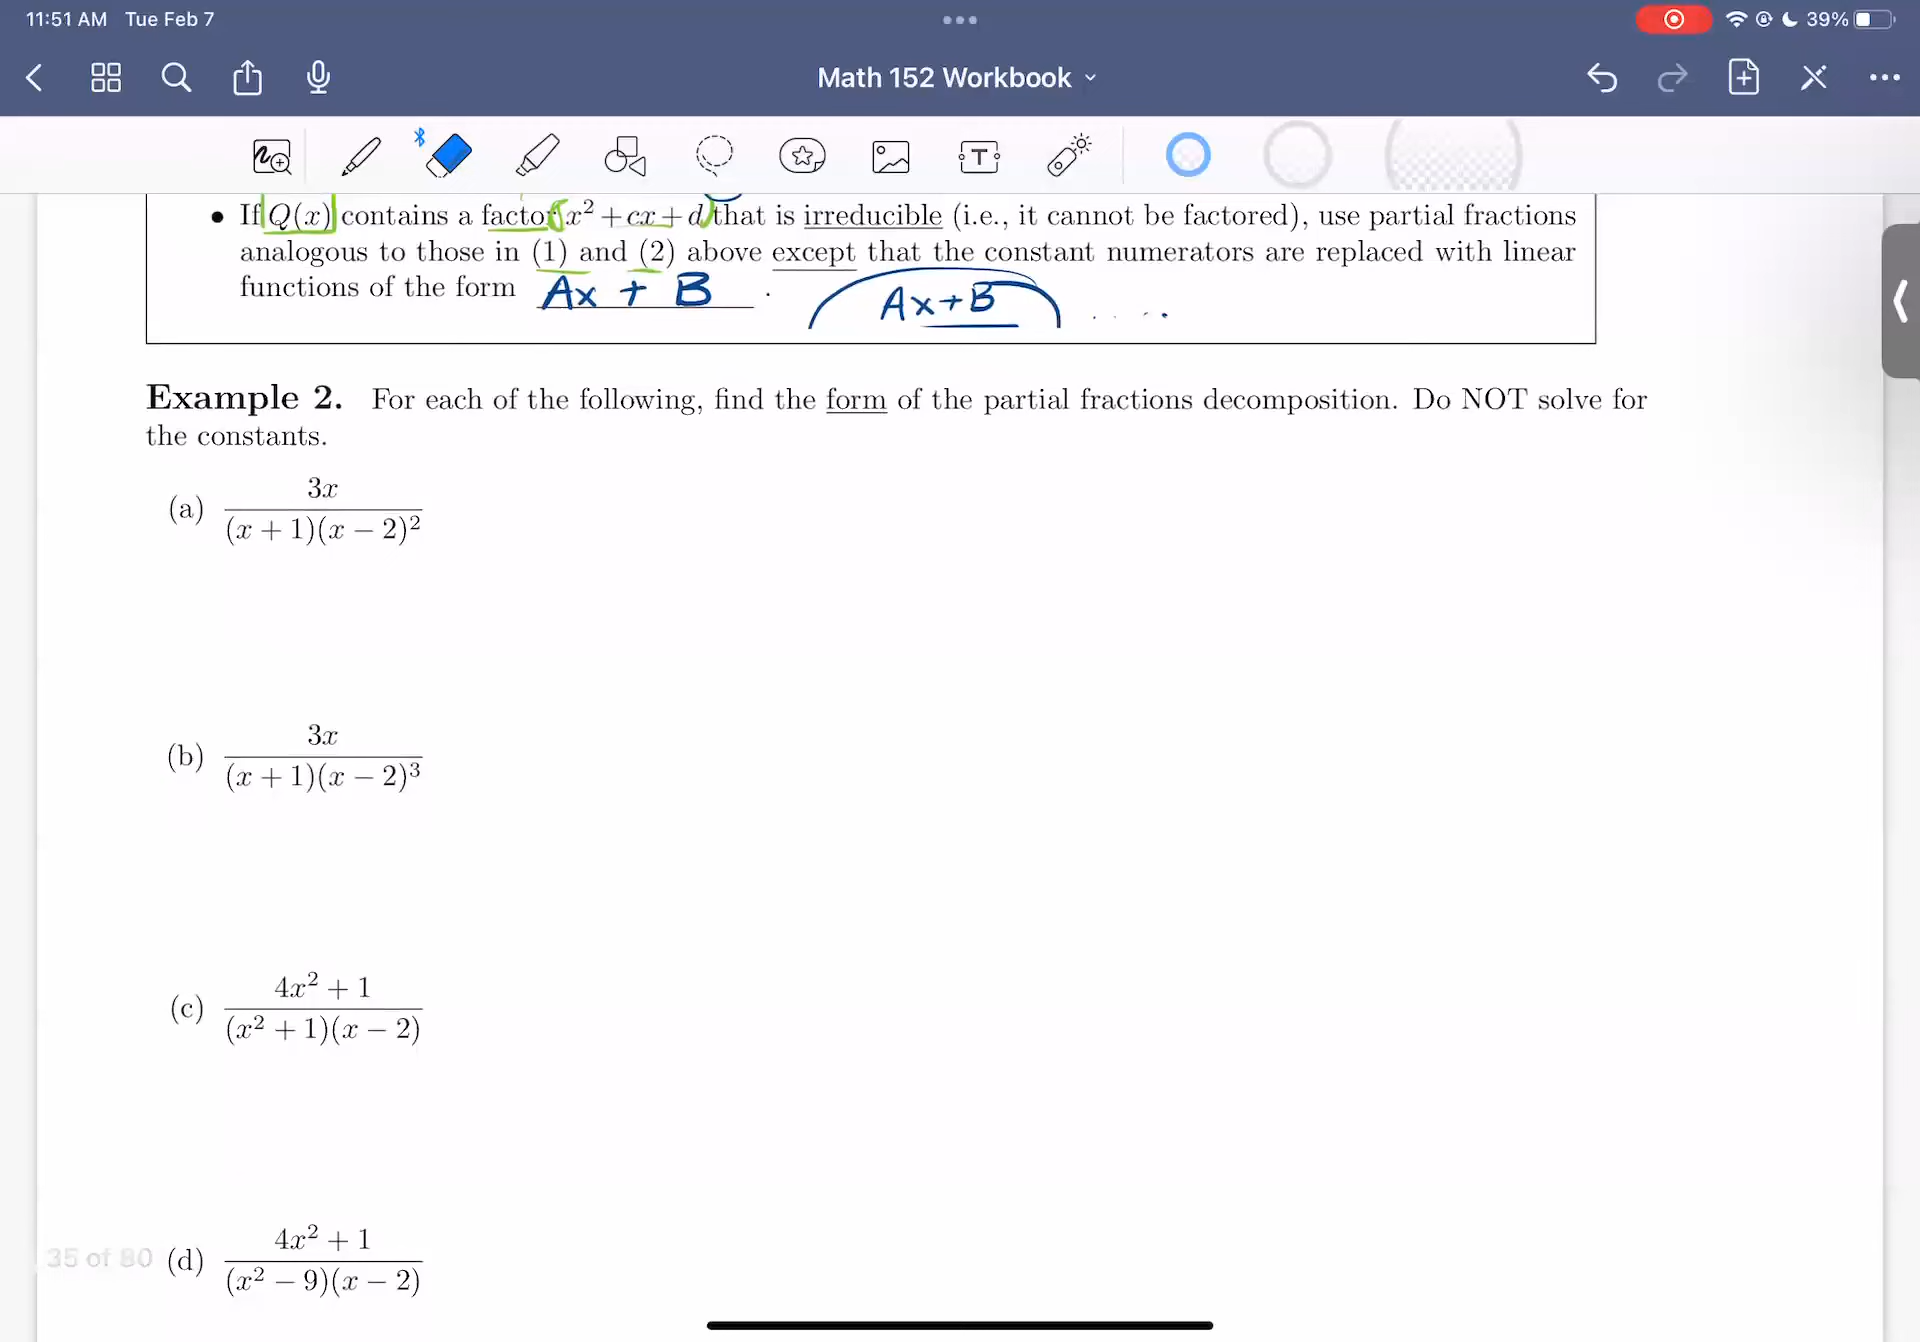 11:51 AM Tue Feb 7
39%
Math 152 Workbook
T
• If Q(x) contains a factor x² + cx + d that is irreducible (i.e., it cannot be factored), use partial fractions
analogous to those in (1) and (2) above except that the constant numerators are replaced with linear
functions of the form Ax + B .
Ax+B .....
Example 2. For each of the following, find the form of the partial fractions decomposition. Do NOT solve for
the constants.
(a) 3x
(x + 1)(x − 2)²
(b) 3x
(x + 1)(x − 2)³
(c) 4x² + 1
(x² + 1)(x − 2)
35 of 80
(d) 4x² + 1
(x² − 9)(x − 2)